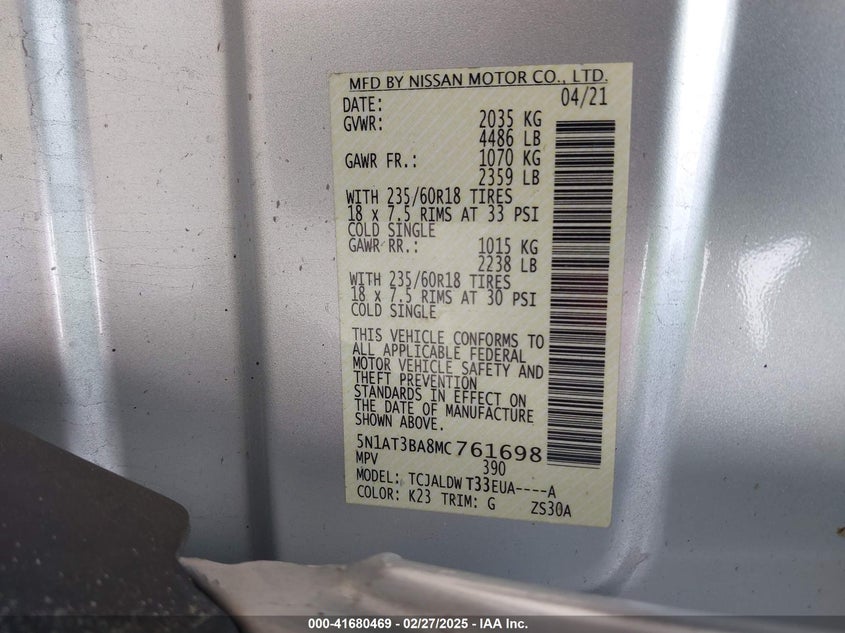 MFD BY NISSAN MOTOR CO., LTD.
DATE: 04/21
GVWR: 2035 KG
4486 LB
GAWR FR.: 1070 KG
2359 LB
WITH 235/60R18 TIRES
18 x 7.5 RIMS AT 33 PSI
COLD SINGLE
GAWR RR.: 1015 KG
2238 LB
WITH 235/60R18 TIRES
18 x 7.5 RIMS AT 30 PSI
COLD SINGLE
THIS VEHICLE CONFORMS TO
ALL APPLICABLE FEDERAL
MOTOR VEHICLE SAFETY AND
THEFT PREVENTION
STANDARDS IN EFFECT ON
THE DATE OF MANUFACTURE
SHOWN ABOVE.
5N1AT3BA8MC761698
MPV 390
MODEL: TCJALDW T33EUA----A
COLOR: K23 TRIM: G ZS30A
000-41680469 - 02/27/2025 - IAA Inc.